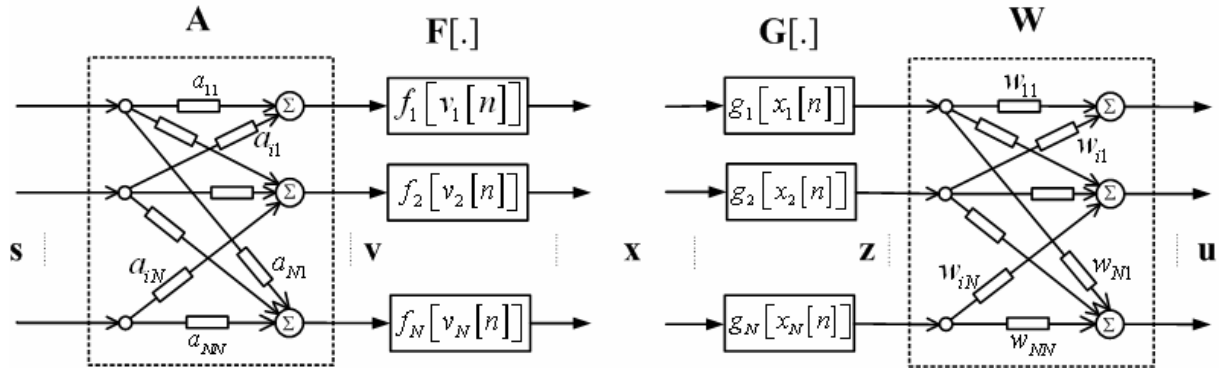 A F[.] G[.] W
a₁₁ w₁₁
Σ f₁[v₁[n]] g₁[x₁[n]] Σ
aᵢ₁ wᵢ₁
Σ f₂[v₂[n]] g₂[x₂[n]] Σ
s v x z u
aᵢN aN₁ wᵢN wN₁
Σ fN[vN[n]] gN[xN[n]] Σ
aNN wNN